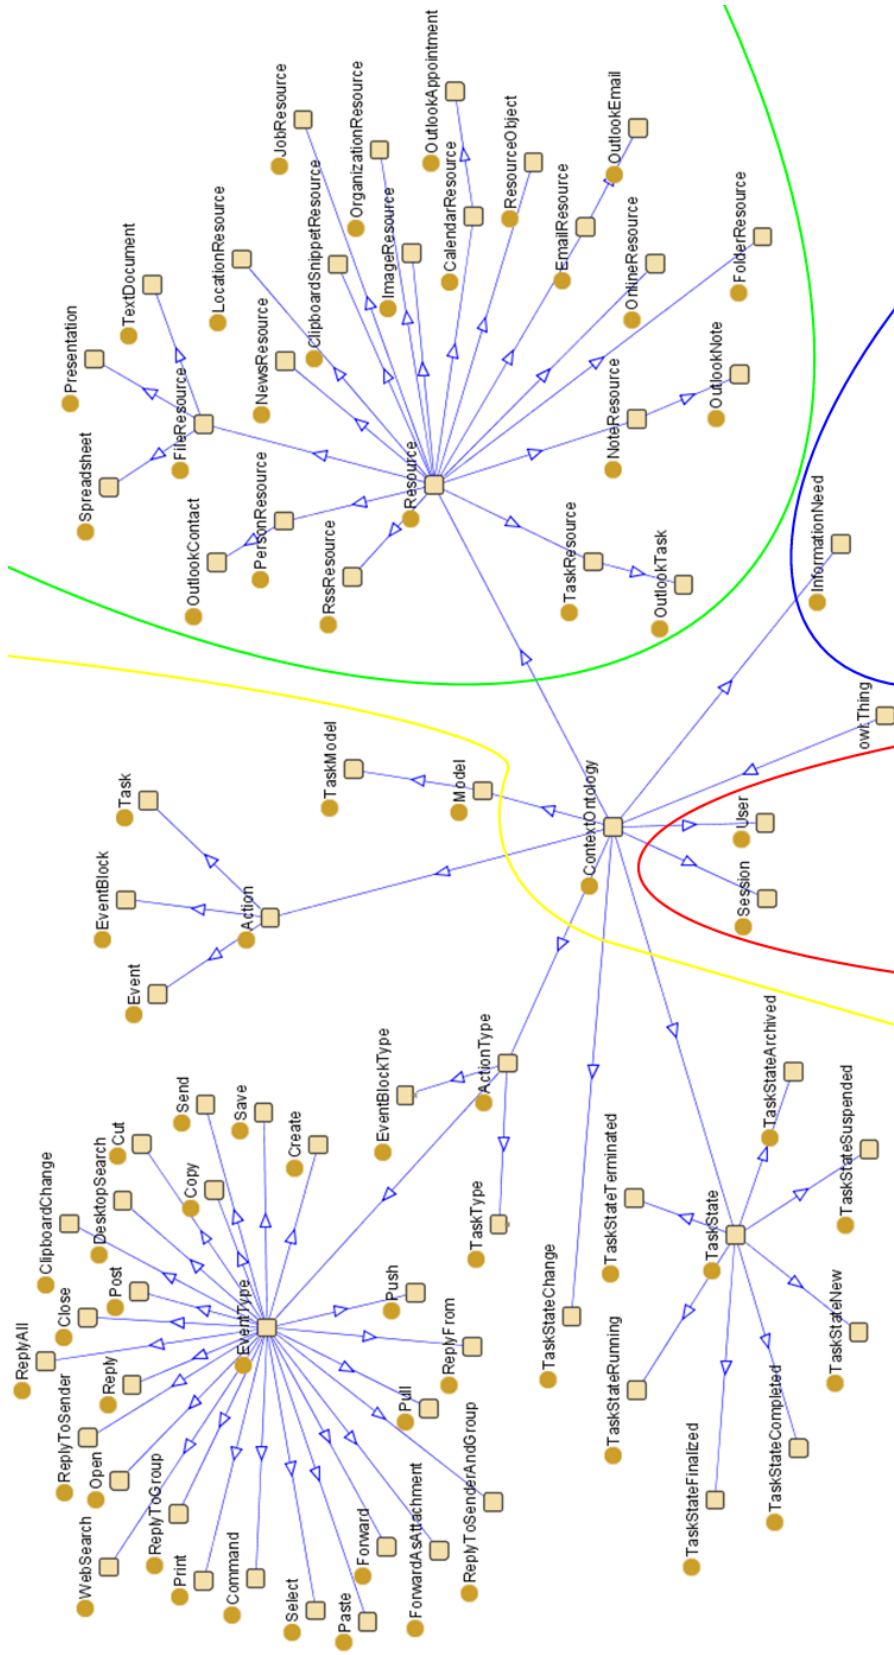 ReplyAll
ClipboardChange
Close
DesktopSearch
Post
Cut
Send
Copy
Save
Create
ReplyToSender
Reply
Open
WebSearch
ReplyToGroup
Print
Command
Select
Paste
Forward
ForwardAsAttachment
ReplyToSenderAndGroup
Pull
ReplyFrom
Push
EventType
EventBlockType
TaskType
ActionType
TaskStateChange
TaskStateTerminated
TaskStateRunning
TaskStateFinalized
TaskStateCompleted
TaskStateNew
TaskStateSuspended
TaskStateArchived
TaskState
Event
EventBlock
Task
Action
TaskModel
Model
ContextOntology
Session
User
owl:Thing
InformationNeed
OutlookContact
PersonResource
RssResource
Spreadsheet
Presentation
TextDocument
FileResource
LocationResource
NewsResource
ClipboardSnippetResource
JobResource
OrganizationResource
ImageResource
OutlookAppointment
CalendarResource
ResourceObject
EmailResource
OutlookEmail
OnlineResource
FolderResource
NoteResource
OutlookNote
Resource
TaskResource
OutlookTask